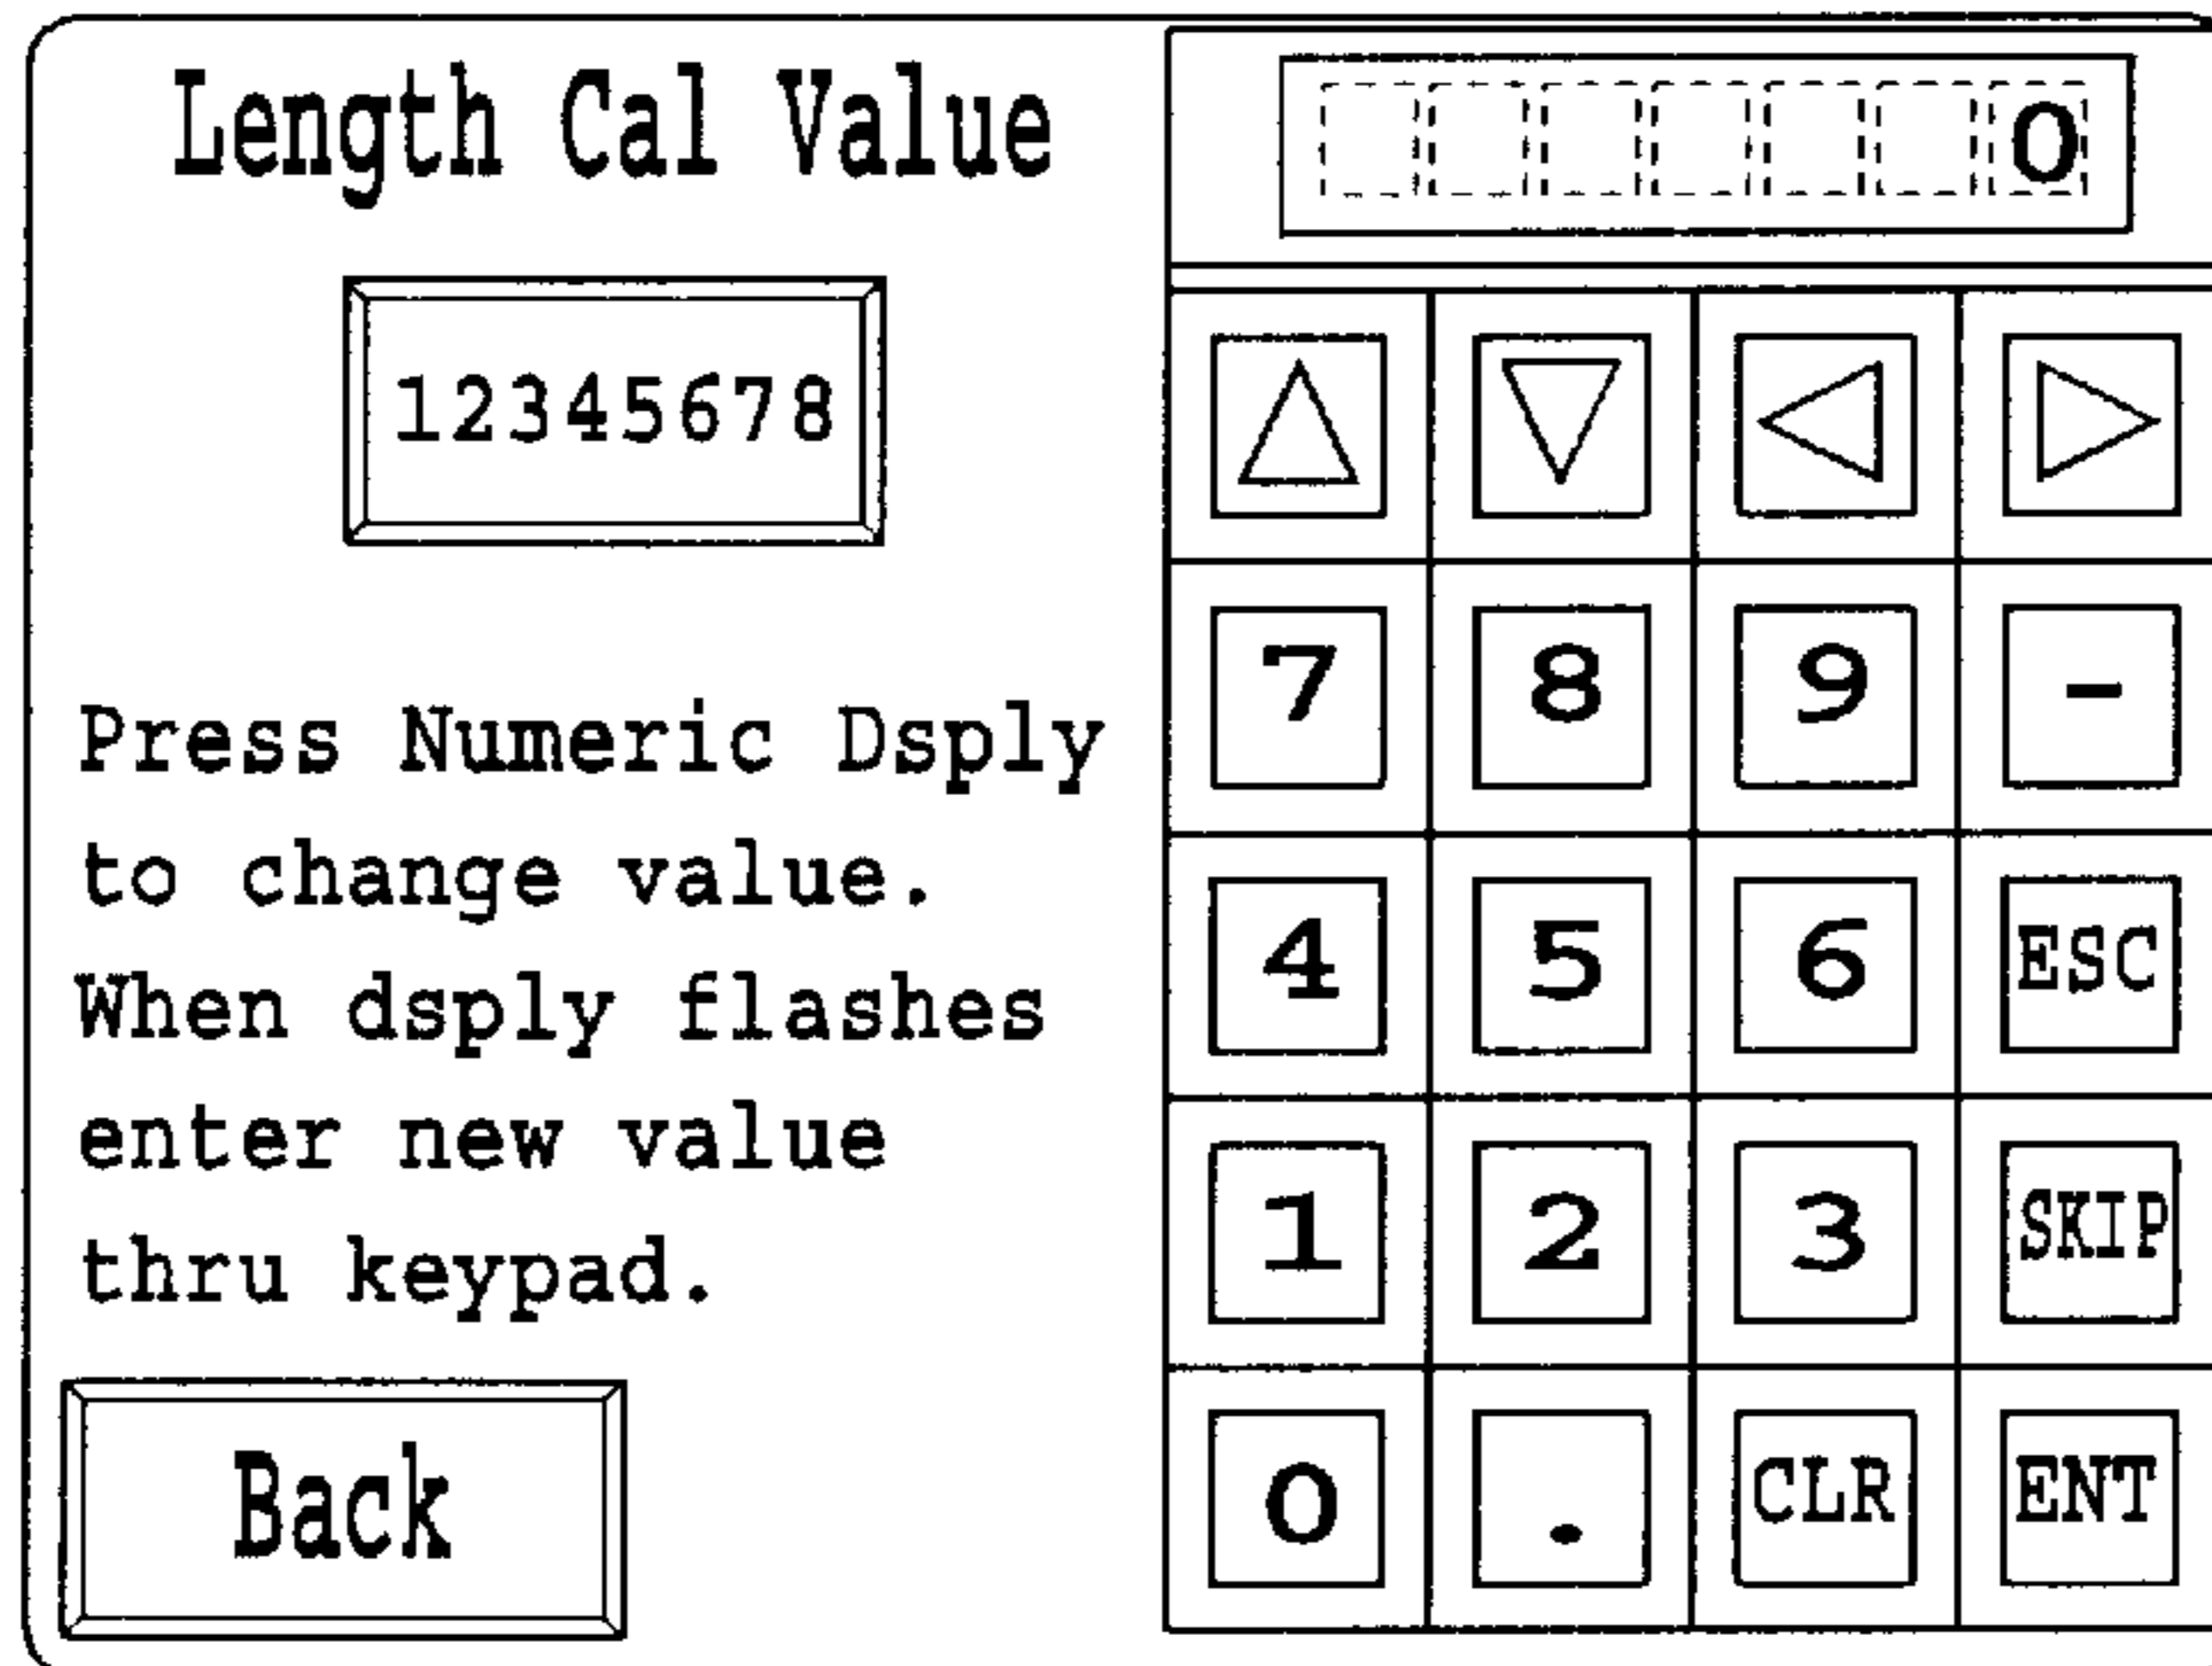 Length Cal Value
12345678
Press Numeric Dsply
to change value.
When dsply flashes
enter new value
thru keypad.
Back
0
7 8 9 -
4 5 6 ESC
1 2 3 SKIP
0 . CLR ENT